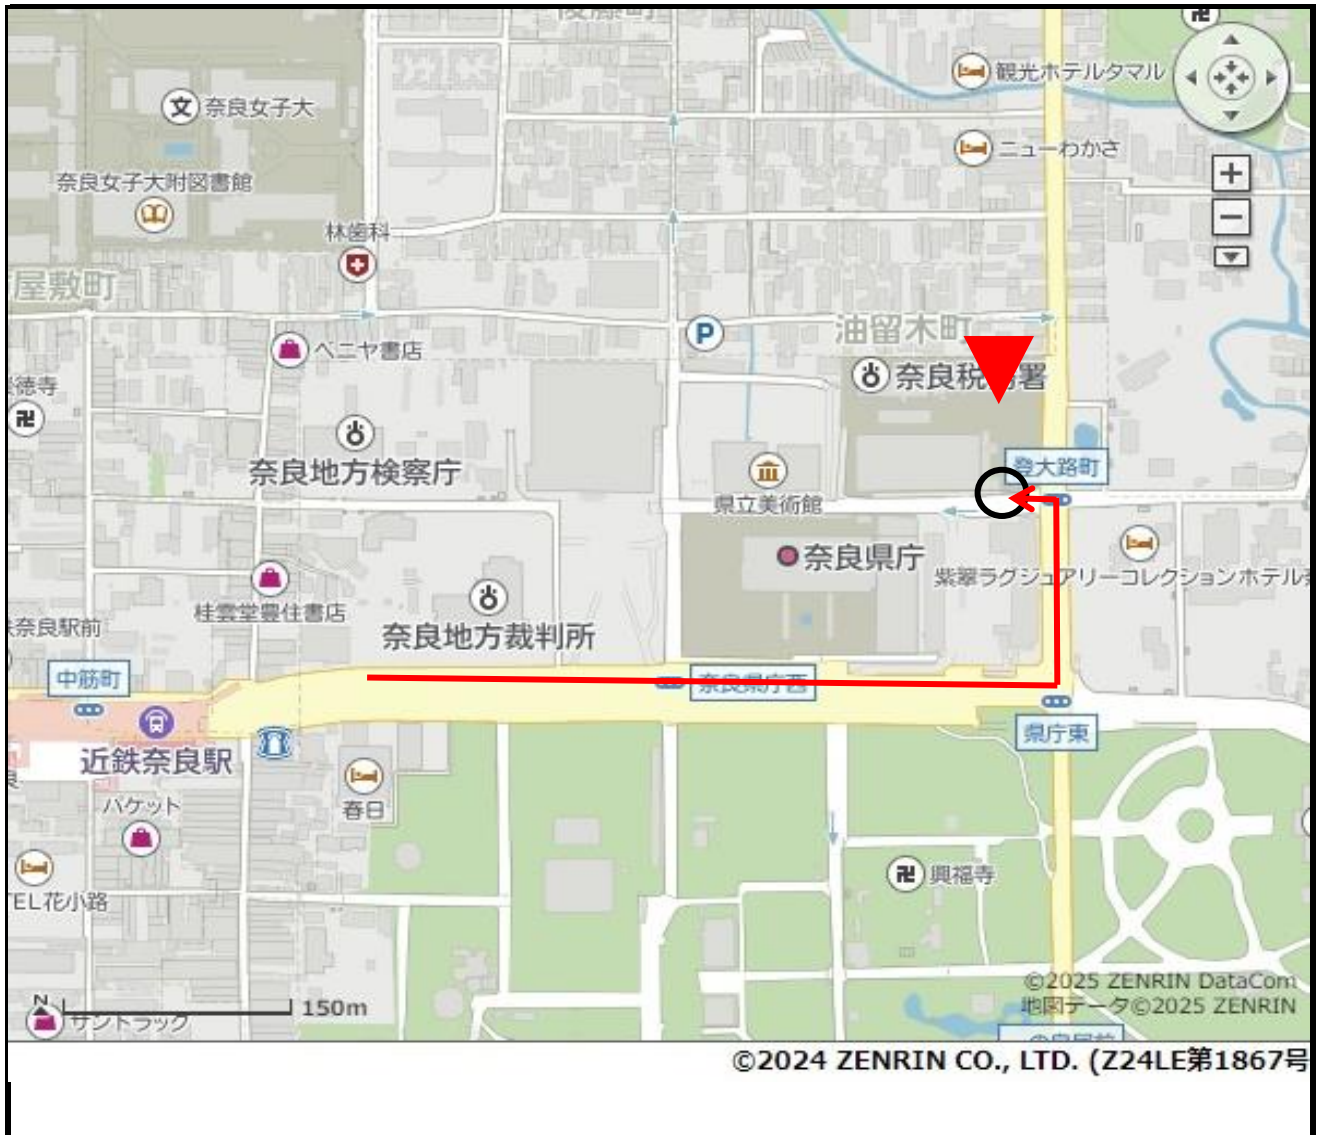 観光ホテルタマル
文 奈良女子大
ニューわかさ
奈良女子大附図書館
林歯科
屋敷町
油留木町
P
ベニヤ書店
奈良税
署
徳寺
奈良地方検察庁
登大路町
県立美術館
奈良県庁
紫翠ラグジュアリーコレクションホテル
桂雲堂豊住書店
奈良駅前
奈良地方裁判所
中筋町
奈良県庁西
県庁東
近鉄奈良駅
春日
バケット
興福寺
TEL花小路
N
150m
サントラック
©2025 ZENRIN DataCom
地図データ©2025 ZENRIN
©2024 ZENRIN CO., LTD. (Z24LE第1867号